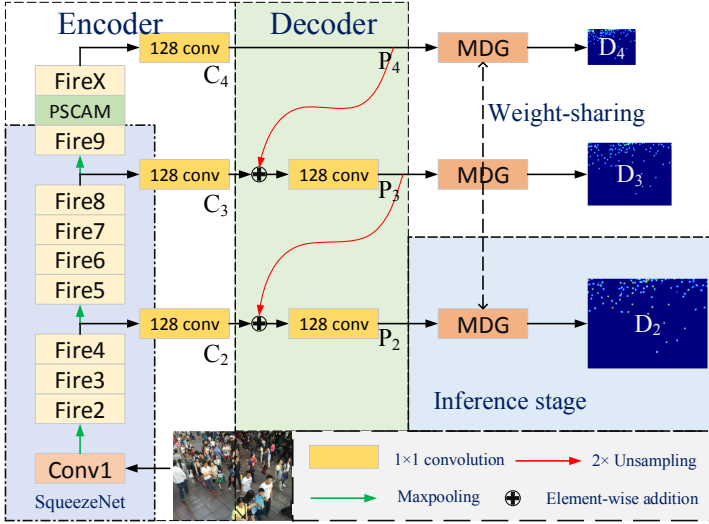 Encoder
Decoder
128 conv
C4
P4
MDG
D4
FireX
PSCAM
Fire9
Weight-sharing
128 conv
C3
128 conv
P3
MDG
D3
Fire8
Fire7
Fire6
Fire5
128 conv
C2
128 conv
P2
MDG
D2
Fire4
Fire3
Fire2
Inference stage
Conv1
SqueezeNet
1×1 convolution
2× Unsampling
Maxpooling
Element-wise addition